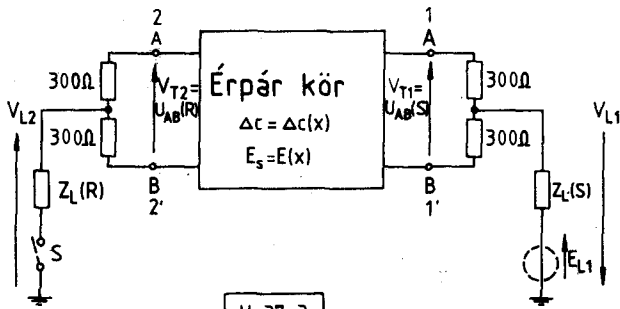 2
A
300Ω
V_L2
300Ω
Z_L(R)
S
B
2'
V_T2=
U_AB(R)
Érpár kör
ΔC = ΔC(x)
E_s=E(x)
V_T1=
U_AB(S)
1
A
300Ω
300Ω
V_L1
B
1'
Z_L(S)
E_L1